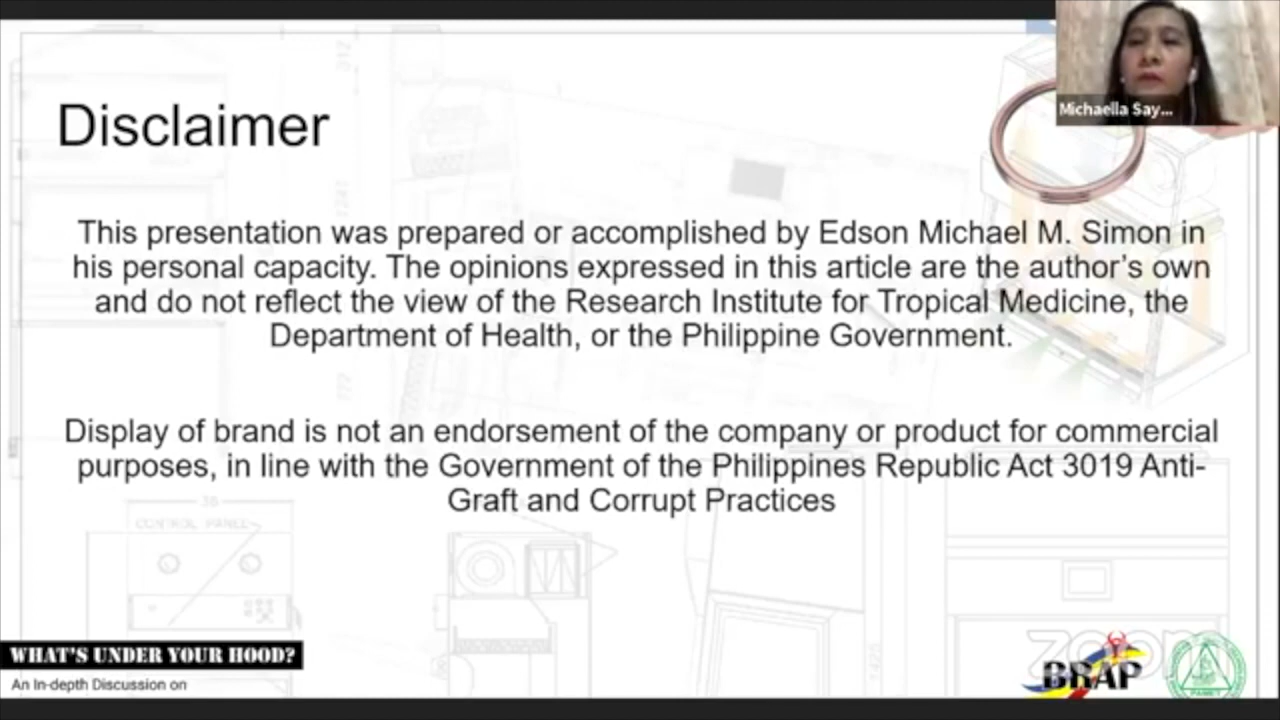 Michaella Say...
Disclaimer
This presentation was prepared or accomplished by Edson Michael M. Simon in
his personal capacity. The opinions expressed in this article are the author's own
and do not reflect the view of the Research Institute for Tropical Medicine, the
Department of Health, or the Philippine Government.
Display of brand is not an endorsement of the company or product for commercial
purposes, in line with the Government of the Philippines Republic Act 3019 Anti-
Graft and Corrupt Practices
CONTROL PANEL
WHAT'S UNDER YOUR HOOD?
An In-depth Discussion on
zoom
BRAP
PAMET